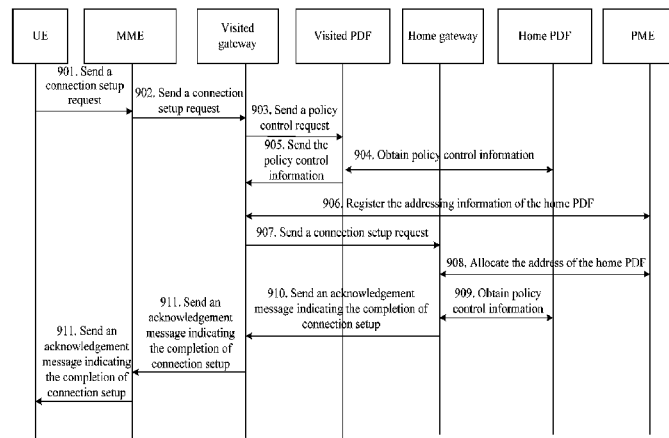 UE
MME
Visited
gateway
Visited PDF
Home gateway
Home PDF
PME
901. Send a
connection setup
request
902. Send a connection
setup request
903. Send a policy
control request
904. Obtain policy control information
905. Send the
policy control
information
906. Register the addressing information of the home PDF
907. Send a connection setup request
908. Allocate the address of the home PDF
909. Obtain policy
control information
910. Send an acknowledgement
message indicating the completion of
connection setup
911. Send an
acknowledgement
message indicating
the completion of
connection setup
911. Send an
acknowledgement
message indicating
the completion of
connection setup